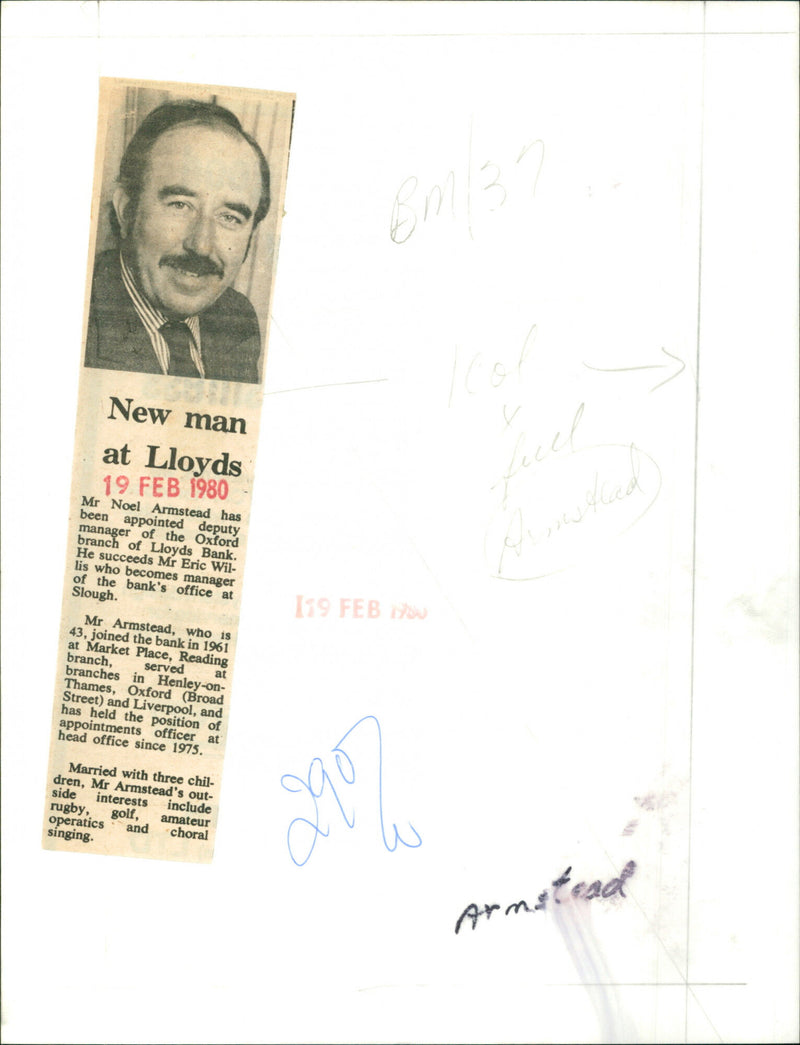 New man
at Lloyds
19 FEB 1980
Mr Noel Armstead has
been appointed deputy
manager of the Oxford
branch of Lloyds Bank.
He succeeds Mr Eric Wil-
lis who becomes manager
of the bank's office at
Slough.
Mr Armstead, who is
43, joined the bank in 1961
at Market Place, Reading
branch, served at
branches in Henley-on-
Thames, Oxford (Broad
Street) and Liverpool, and
has held the position of
appointments officer at
head office since 1975.
Married with three chil-
dren, Mr Armstead's out-
side interests include
rugby, golf, amateur
operatics and choral
singing.
BM/37
1 col
x
full
Armstead
19 FEB 1980
Armstead